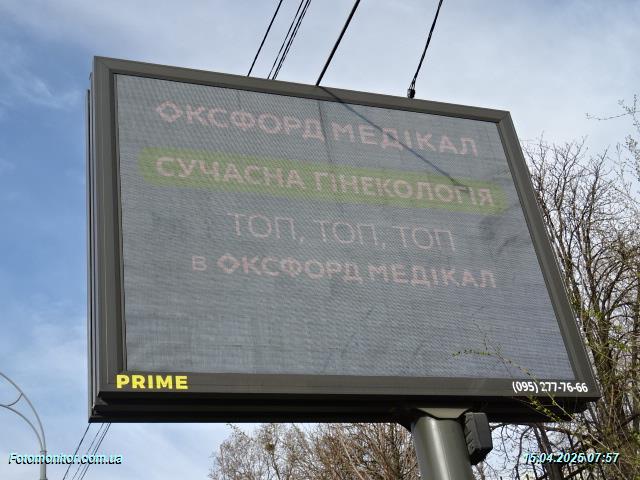 ОКСФОРД МЕДІКАЛ
СУЧАСНА ГІНЕКОЛОГІЯ
ТОП, ТОП, ТОП
в ОКСФОРД МЕДІКАЛ
PRIME
(095) 277-76-66
Fotomonitor.com.ua
15.04.2025 07:57